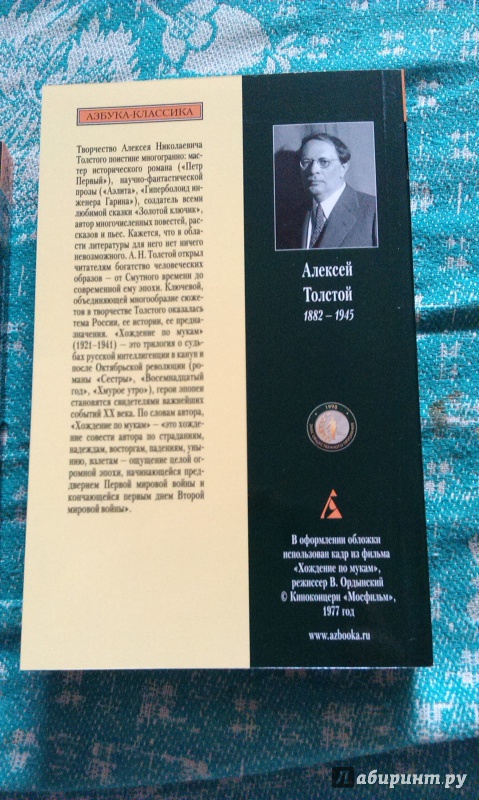 АЗБУКА-КЛАССИКА
Творчество Алексея Николаевича
Толстого поистине многогранно: мас-
тер исторического романа («Петр
Первый»), научно-фантастической
прозы («Аэлита», «Гиперболоид ин-
женера Гарина»), создатель всеми
любимой сказки «Золотой ключик»,
автор многочисленных повестей, рас-
сказов и пьес. Кажется, что в обла-
сти литературы для него нет ничего
невозможного. А. Н. Толстой открыл
читателям богатство человеческих
образов – от Смутного времени до
современной ему эпохи. Ключевой,
объединяющей многообразие сюже-
тов в творчестве Толстого оказалась
тема России, ее истории, ее предна-
значения. «Хождение по мукам»
(1921–1941) – это трилогия о судь-
бах русской интеллигенции в канун и
после Октябрьской революции (ро-
маны «Сестры», «Восемнадцатый
год», «Хмурое утро»), герои эпопеи
становятся свидетелями важнейших
событий XX века. По словам автора,
«Хождение по мукам» – «это хожде-
ние совести автора по страданиям,
надеждам, восторгам, падениям, уны-
нию, взлетам – ощущение целой ог-
ромной эпохи, начинающейся пред-
дверием Первой мировой войны и
кончающейся первым днем Второй
мировой войны».
Алексей
Толстой
1882 – 1945
1995
В оформлении обложки
использован кадр из фильма
«Хождение по мукам»,
режиссер В. Ордынский
© Киноконцерн «Мосфильм»,
1977 год
www.azbooka.ru
Лабиринт.ру